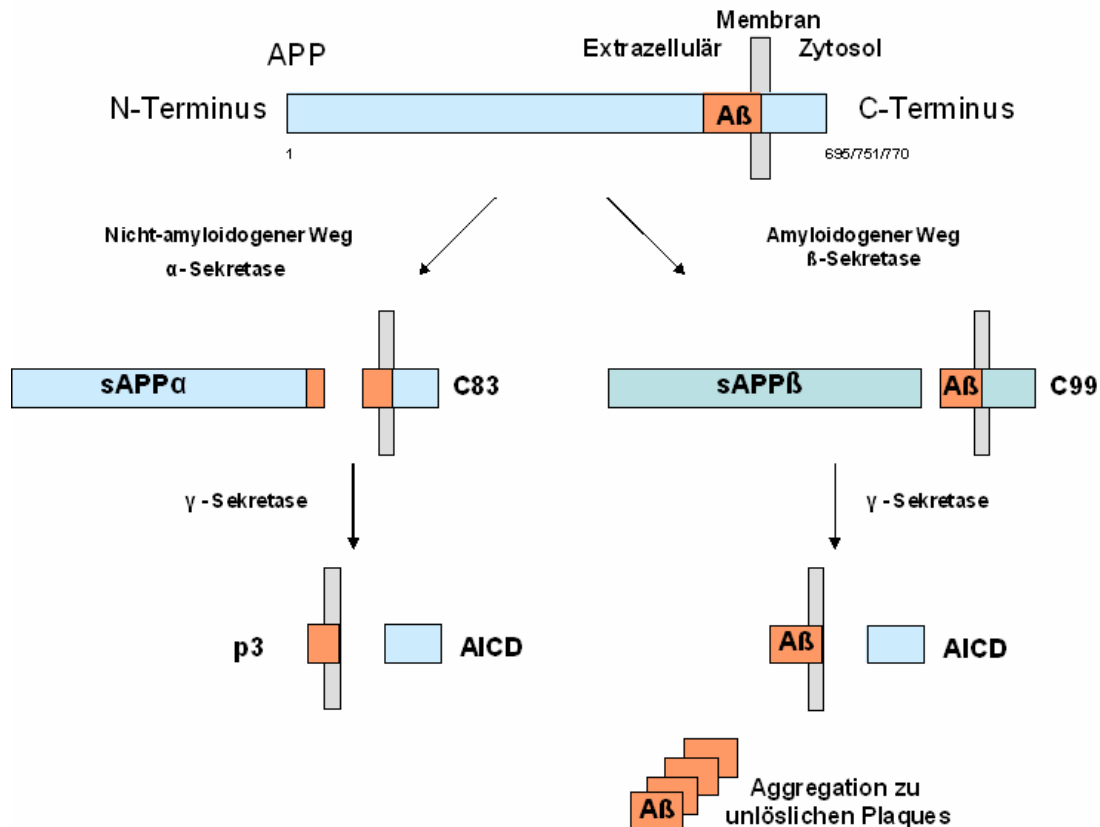 Membran
Extrazellulär Zytosol
APP
N-Terminus Aß C-Terminus
1 695/751/770
Nicht-amyloidogener Weg
α-Sekretase
Amyloidogener Weg
ß-Sekretase
sAPPα C83
sAPPß Aß C99
γ-Sekretase
γ-Sekretase
p3 AICD
Aß AICD
Aß
Aggregation zu
unlöslichen Plaques